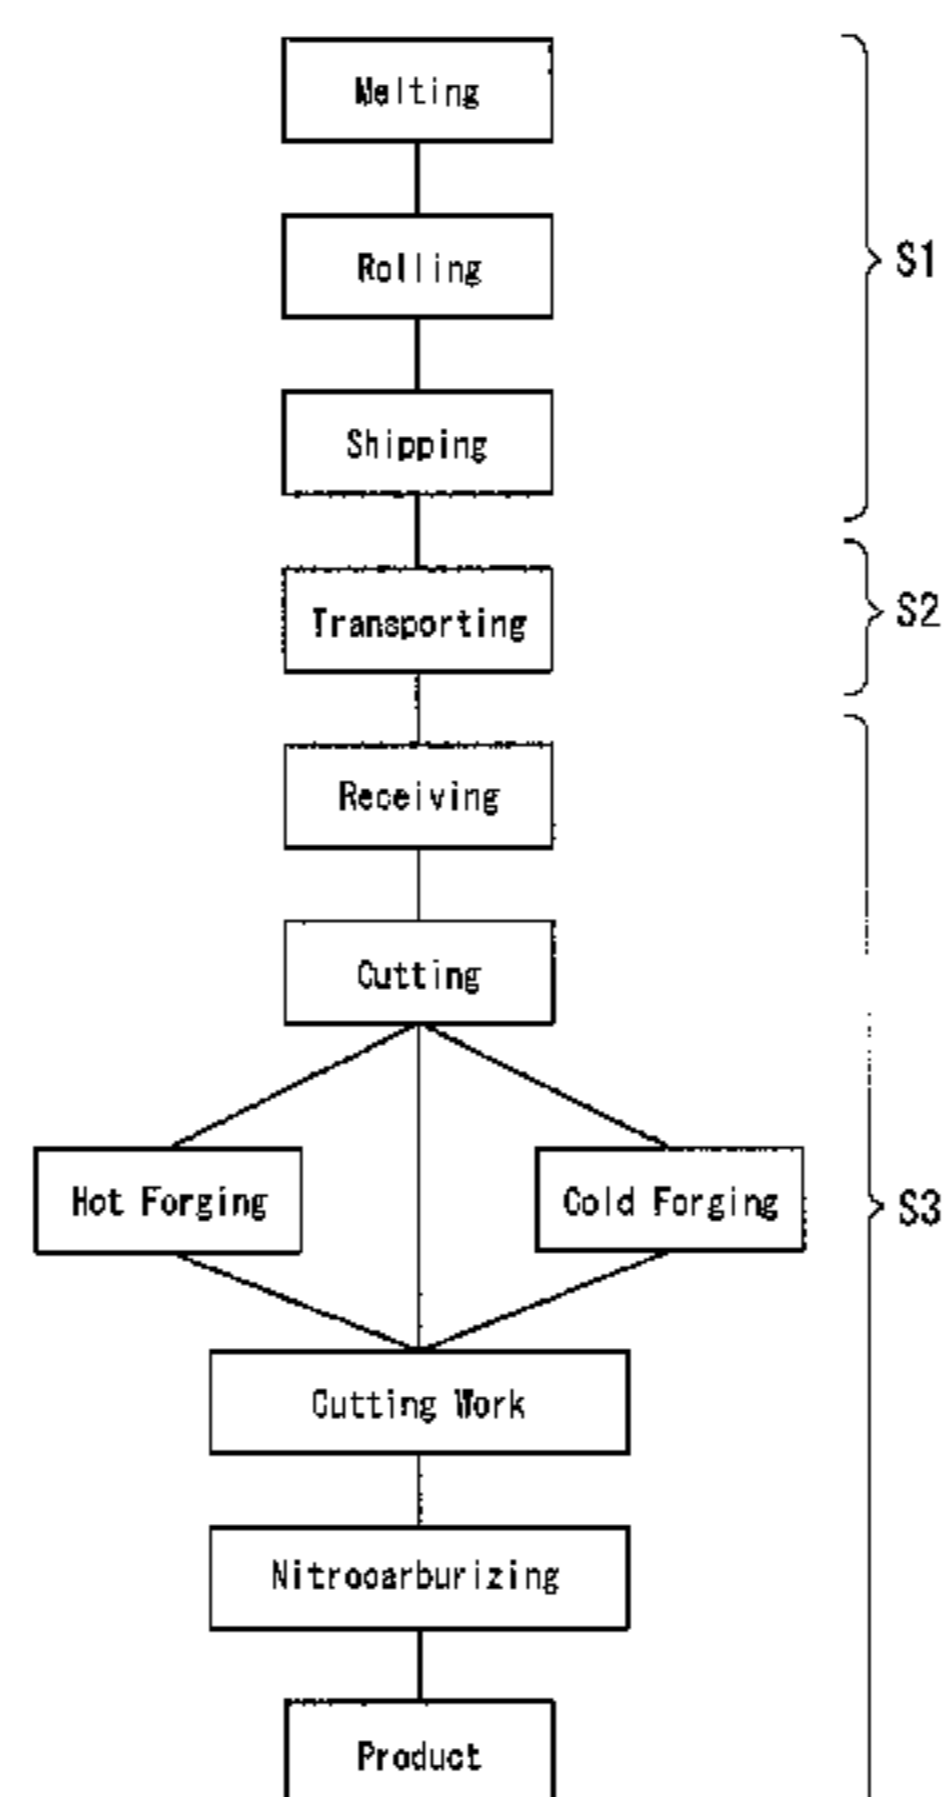 Melting
Rolling
S1
Shipping
Transporting
S2
Receiving
Cutting
Hot Forging
Cold Forging
S3
Cutting Work
Nitrocarburizing
Product